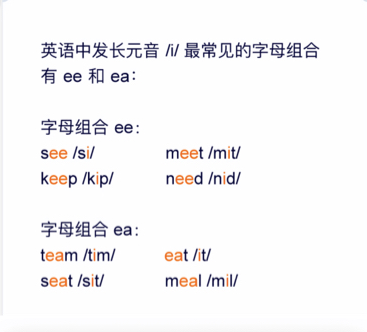 英语中发长元音 /i/ 最常见的字母组合
有 ee 和 ea：
字母组合 ee：
see /si/ meet /mit/
keep /kip/ need /nid/
字母组合 ea：
team /tim/ eat /it/
seat /sit/ meal /mil/